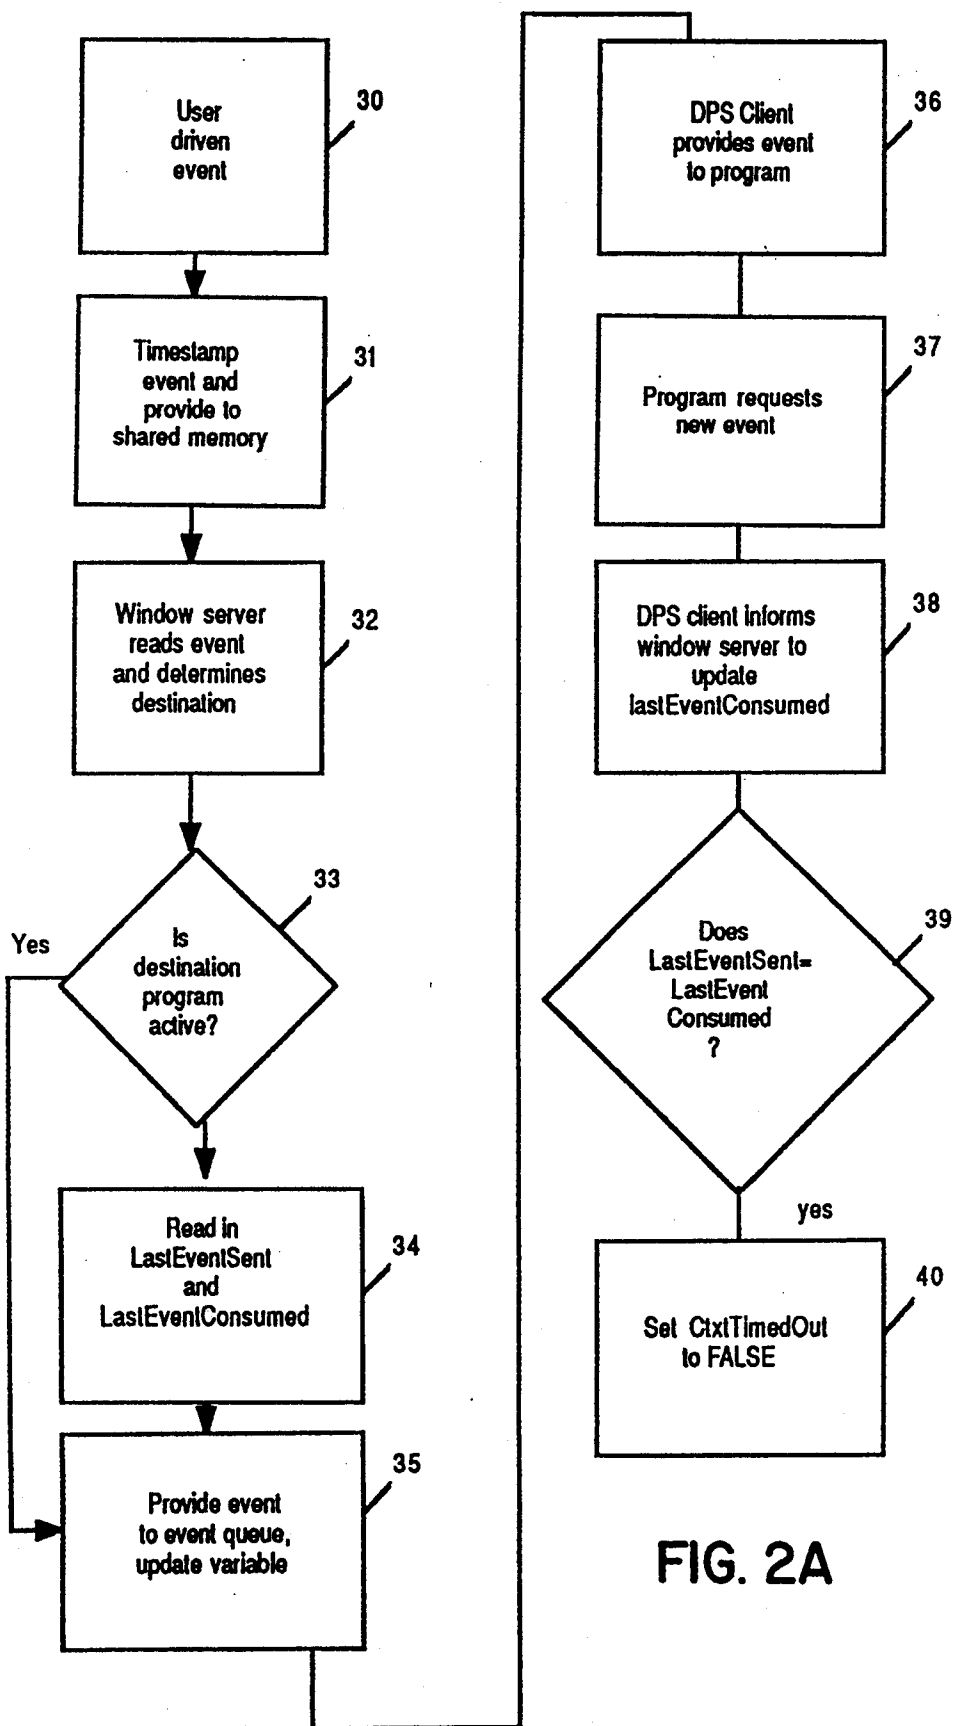 User
driven
event
30
Timestamp
event and
provide to
shared memory
31
Window server
reads event
and determines
destination
32
Is
destination
program
active?
33
Yes
Read in
LastEventSent
and
LastEventConsumed
34
Provide event
to event queue,
update variable
35
DPS Client
provides event
to program
36
Program requests
new event
37
DPS client informs
window server to
update
lastEventConsumed
38
Does
LastEventSent=
LastEvent
Consumed
?
39
yes
Set CtxtTimedOut
to FALSE
40
FIG. 2A